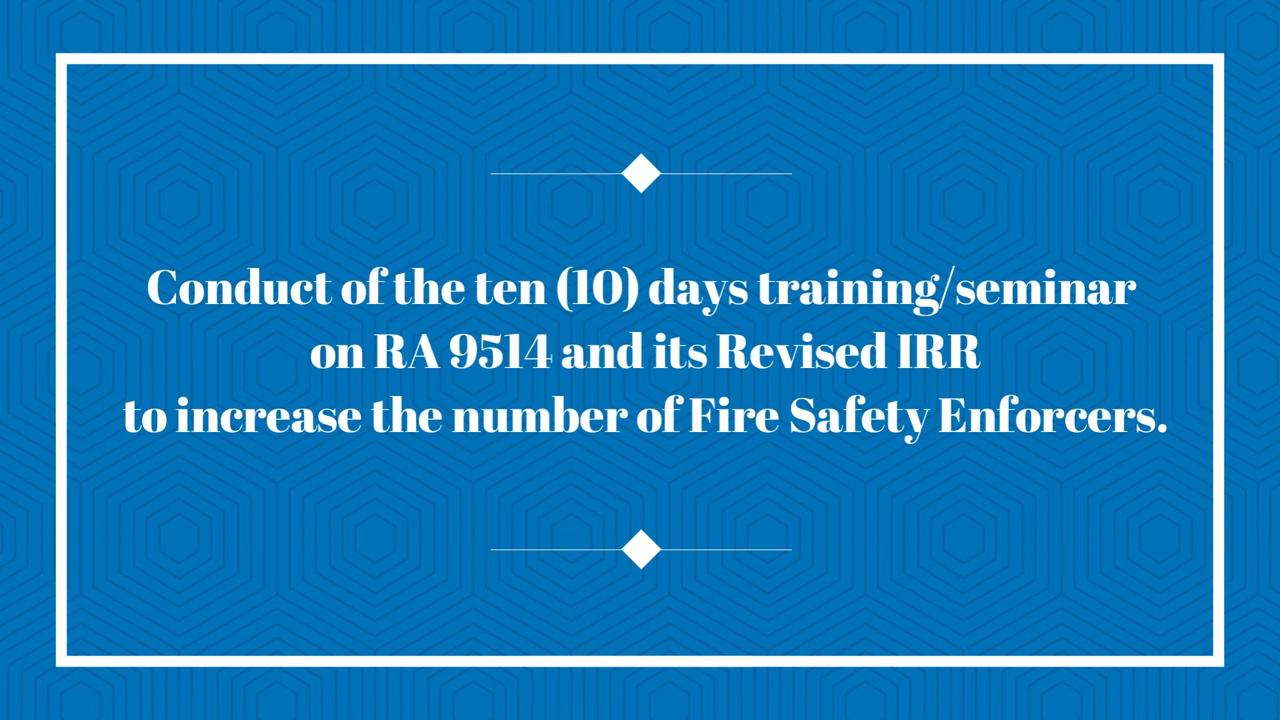 Conduct of the ten (10) days training/seminar
on RA 9514 and its Revised IRR
to increase the number of Fire Safety Enforcers.